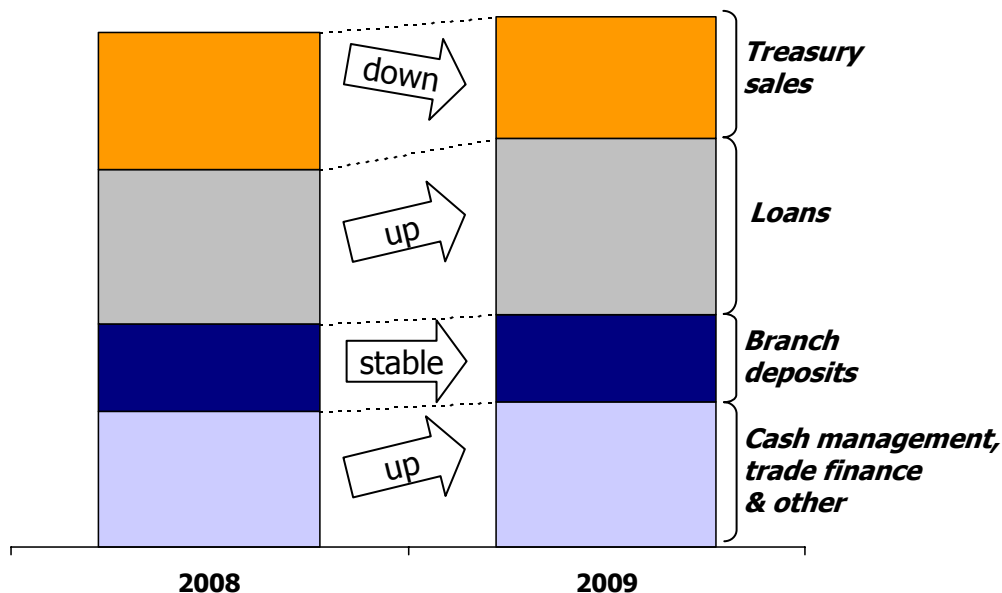 down
Treasury
sales
up
Loans
stable
Branch
deposits
up
Cash management,
trade finance
& other
2008
2009